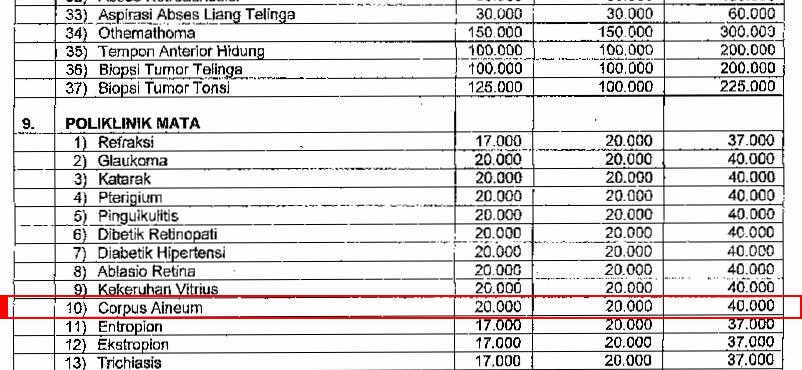 33) Aspirasi Abses Liang Telinga 30.000 30.000 60.000
34) Othemathoma 150.000 150.000 300.000
35) Tempon Anterior Hidung 100.000 100.000 200.000
36) Biopsi Tumor Telinga 100.000 100.000 200.000
37) Biopsi Tumor Tonsi 125.000 100.000 225.000
9. POLIKLINIK MATA
1) Refraksi 17.000 20.000 37.000
2) Glaukoma 20.000 20.000 40.000
3) Katarak 20.000 20.000 40.000
4) Pterigium 20.000 20.000 40.000
5) Pinguikulitis 20.000 20.000 40.000
6) Dibetik Retinopati 20.000 20.000 40.000
7) Diabetik Hipertensi 20.000 20.000 40.000
8) Ablasio Retina 20.000 20.000 40.000
9) Kekeruhan Vitrius 20.000 20.000 40.000
10) Corpus Aineum 20.000 20.000 40.000
11) Entropion 17.000 20.000 37.000
12) Ekstropion 17.000 20.000 37.000
13) Trichiasis 17.000 20.000 37.000